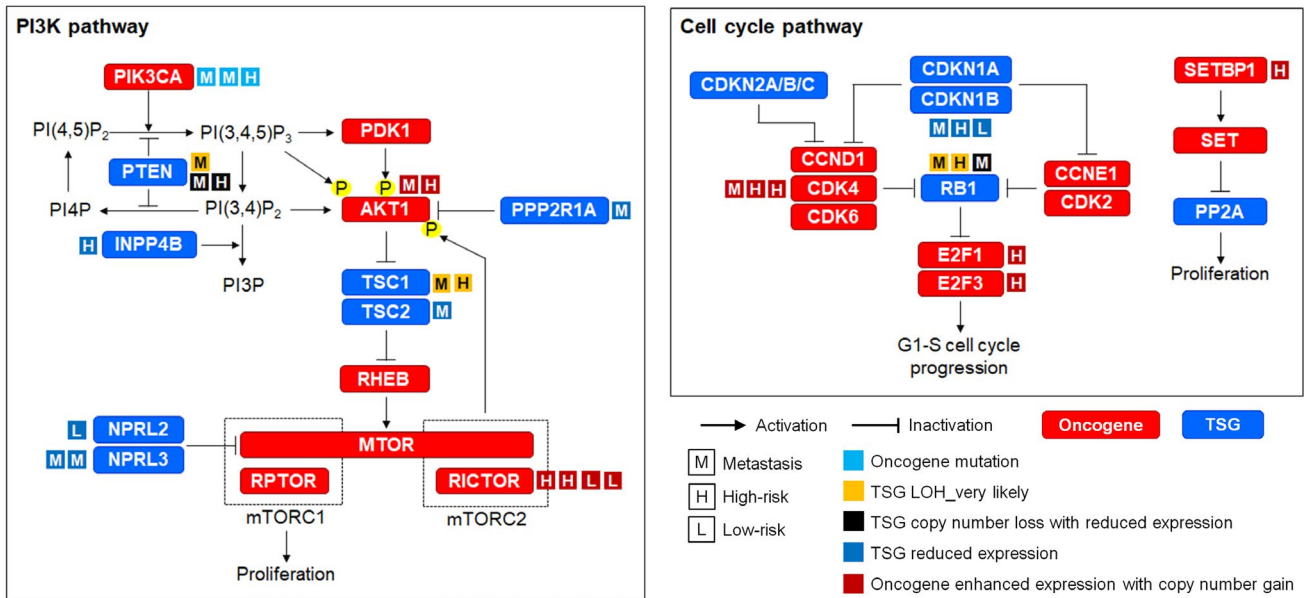 PI3K pathway
PIK3CA M M H
PI(4,5)P2 PI(3,4,5)P3 PDK1
PTEN M
M H
P P M H
PI4P PI(3,4)P2 AKT1 PPP2R1A M
P
H INPP4B
PI3P
TSC1 M H
TSC2 M
RHEB
L NPRL2
MTOR
M M NPRL3
RPTOR RICTOR H H L L
mTORC1 mTORC2
Proliferation
Cell cycle pathway
CDKN2A/B/C
CDKN1A
CDKN1B
M H L
SETBP1 H
CCND1
M H M
SET
M H H CDK4
RB1
CCNE1
CDK6
CDK2
PP2A
E2F1 H
E2F3 H
Proliferation
G1-S cell cycle
progression
Activation Inactivation Oncogene TSG
M Metastasis
H High-risk
L Low-risk
Oncogene mutation
TSG LOH_very likely
TSG copy number loss with reduced expression
TSG reduced expression
Oncogene enhanced expression with copy number gain